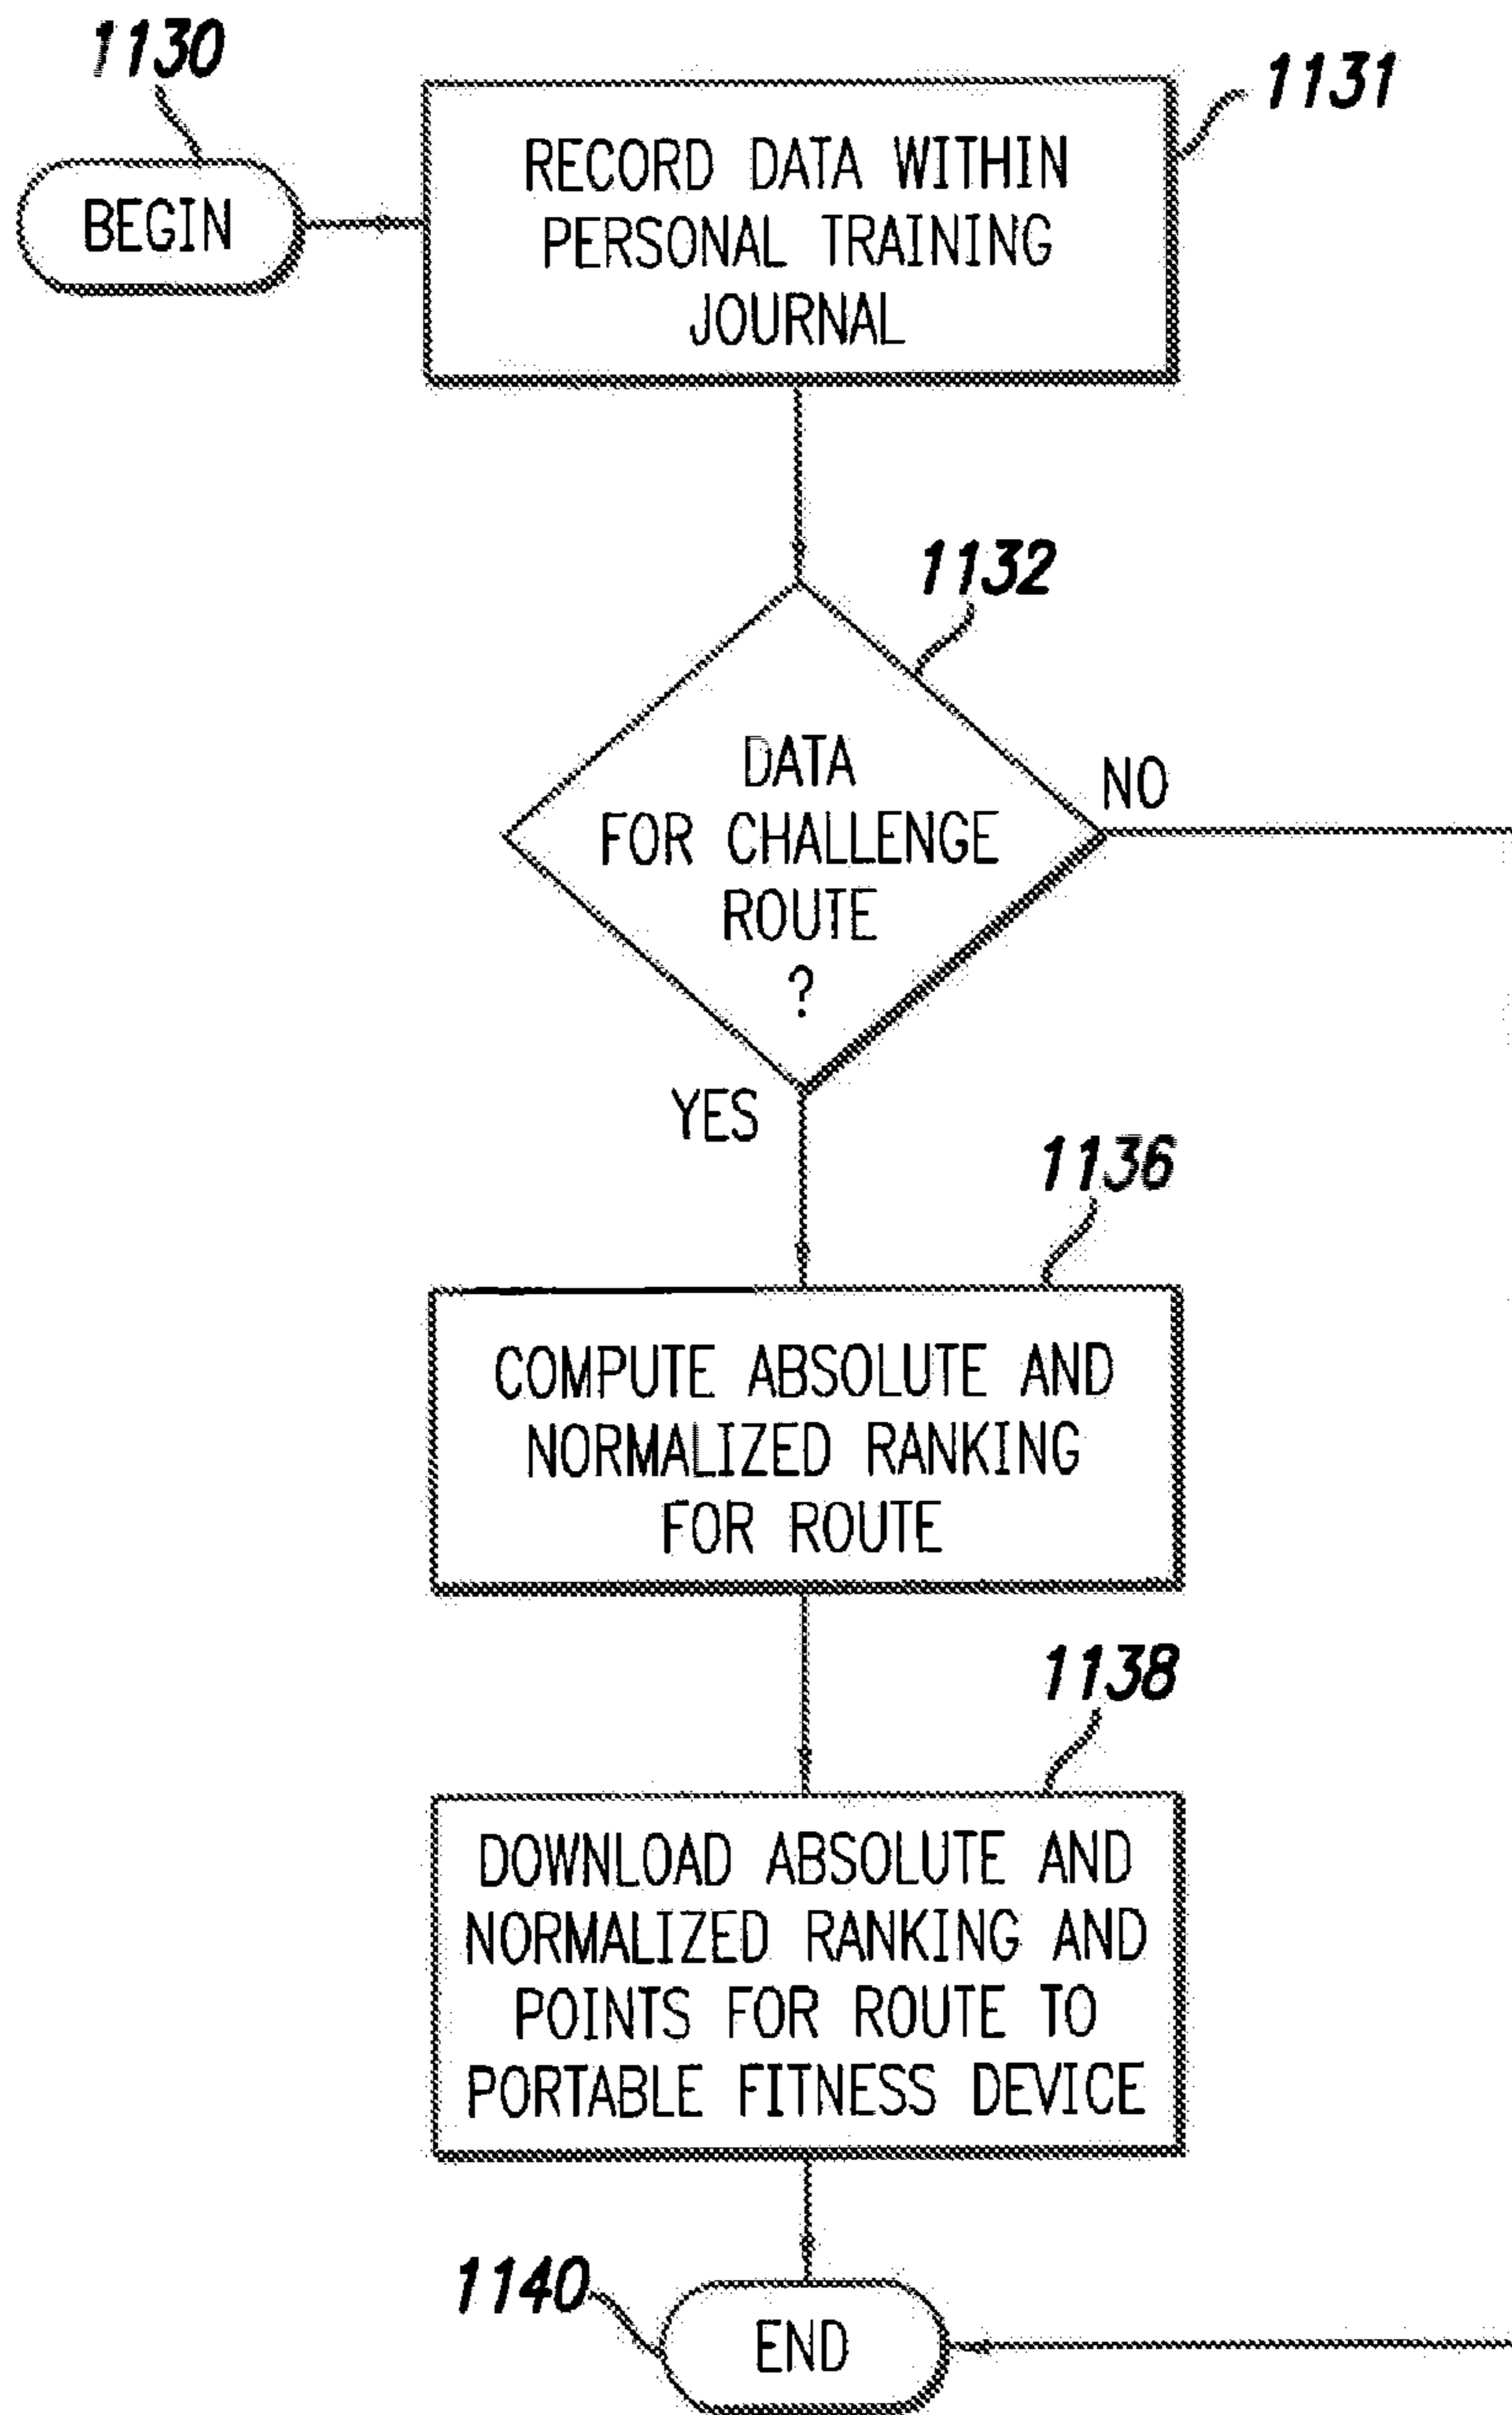 1130
BEGIN
1131
RECORD DATA WITHIN
PERSONAL TRAINING
JOURNAL
1132
DATA
FOR CHALLENGE
ROUTE
?
NO
YES
1136
COMPUTE ABSOLUTE AND
NORMALIZED RANKING
FOR ROUTE
1138
DOWNLOAD ABSOLUTE AND
NORMALIZED RANKING AND
POINTS FOR ROUTE TO
PORTABLE FITNESS DEVICE
1140
END